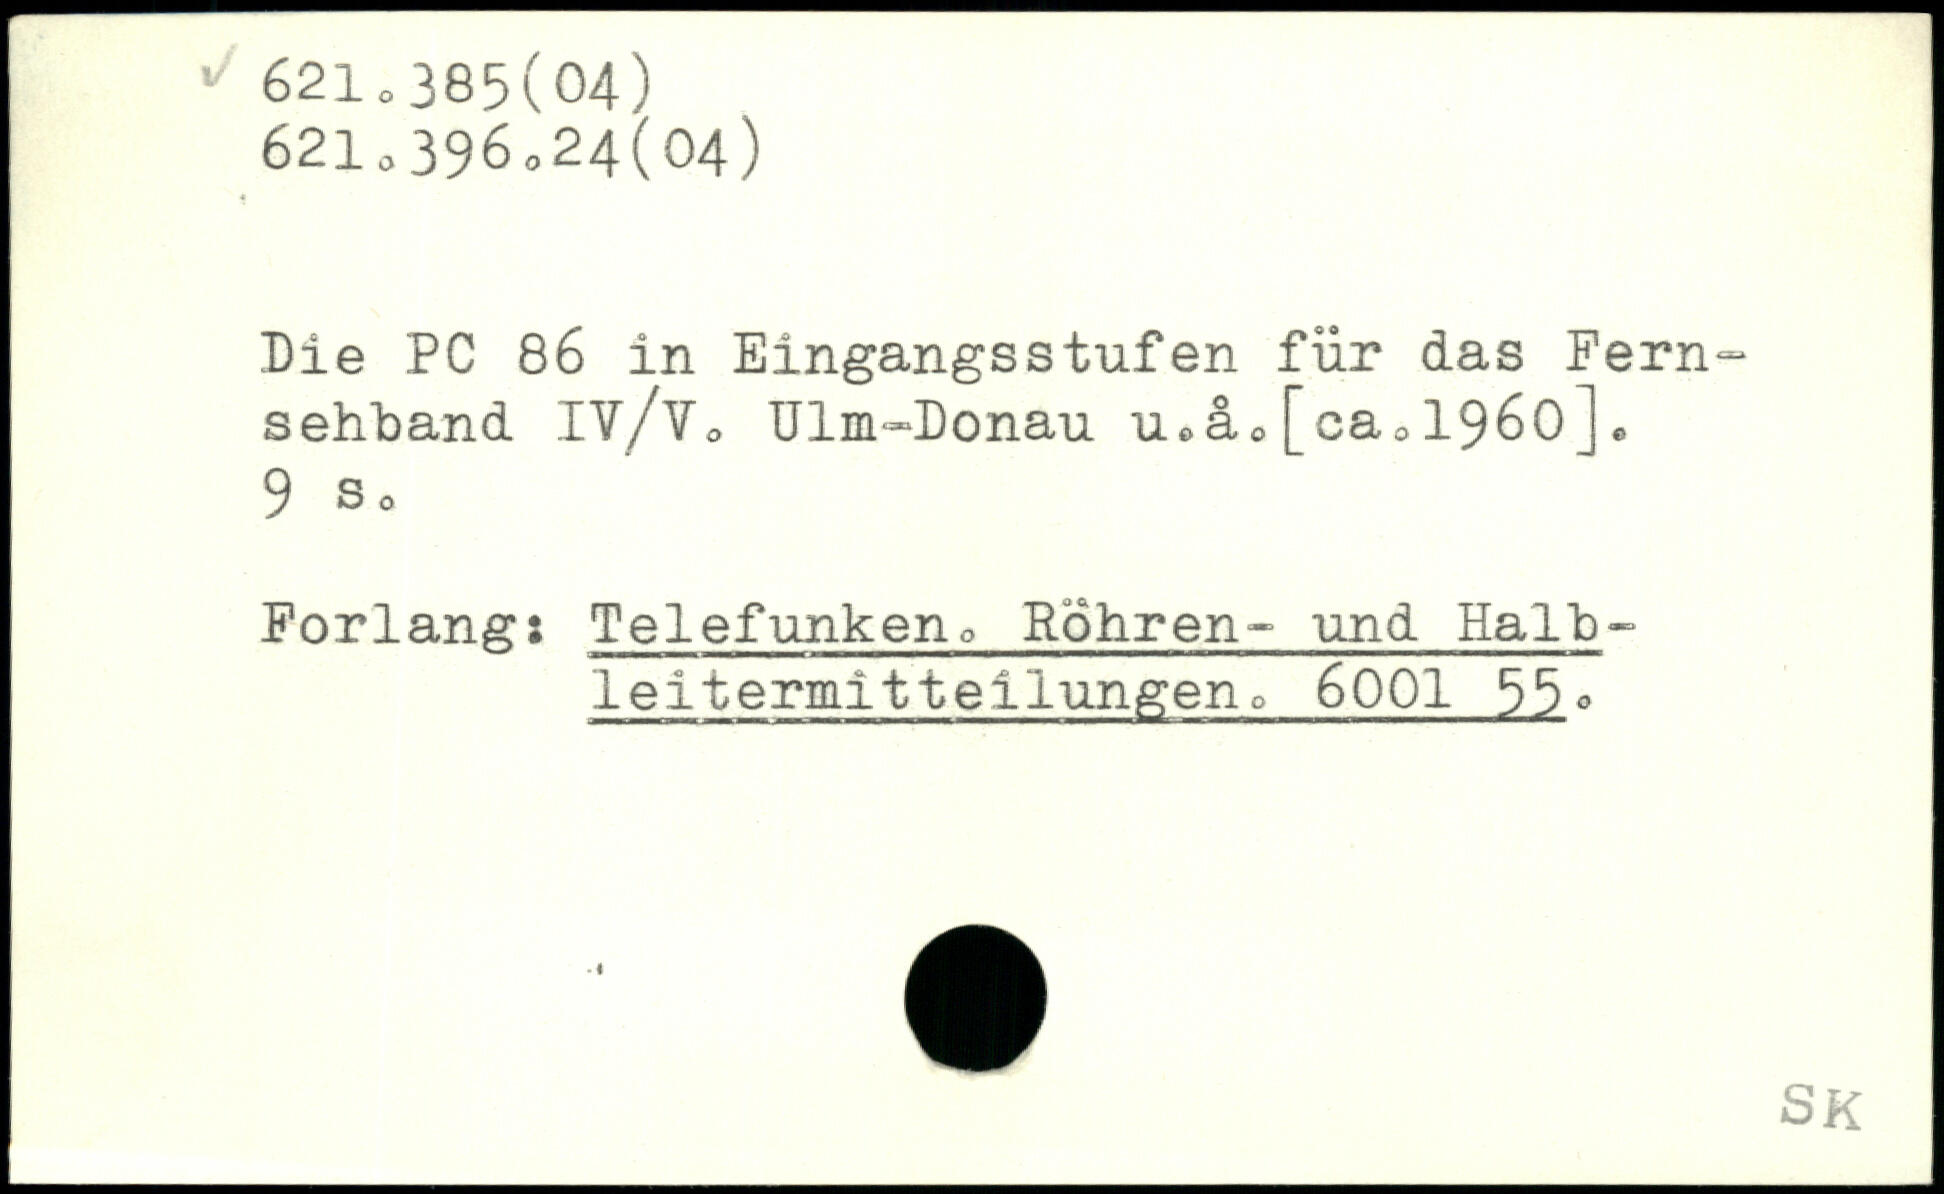 621.385(04)
621.396.24(04)
Die PC 86 in Eingangsstufen für das Fern-
sehband IV/V. Ulm-Donau u.å.[ca.1960].
9 s.
Forlang: Telefunken. Röhren- und Halb-
leitermitteilungen. 6001 55.
SK